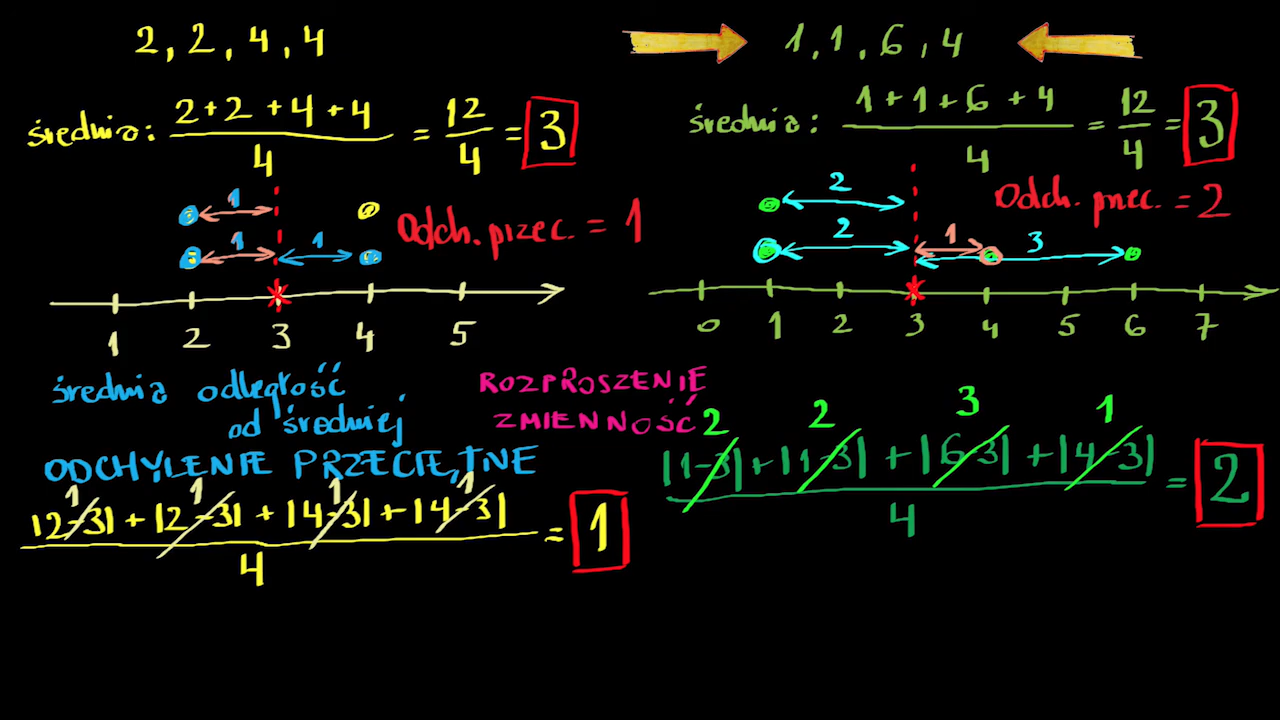 2, 2, 4, 4
średnia: 2+2+4+4 / 4 = 12/4 = 3
1 1 1
Odch. przec. = 1
1 2 3 4 5
średnia odległość
od średniej
ODCHYLENIE PRZECIĘTNE
1 1 1 1
|2-3| + |2-3| + |4-3| + |4-3| / 4 = 1
ROZPROSZENIE
ZMIENNOŚĆ
1, 1, 6, 4
średnia: 1+1+6+4 / 4 = 12/4 = 3
2
2 1 3
Odch. przec. = 2
0 1 2 3 4 5 6 7
2 2 3 1
|1-3| + |1-3| + |6-3| + |4-3| / 4 = 2